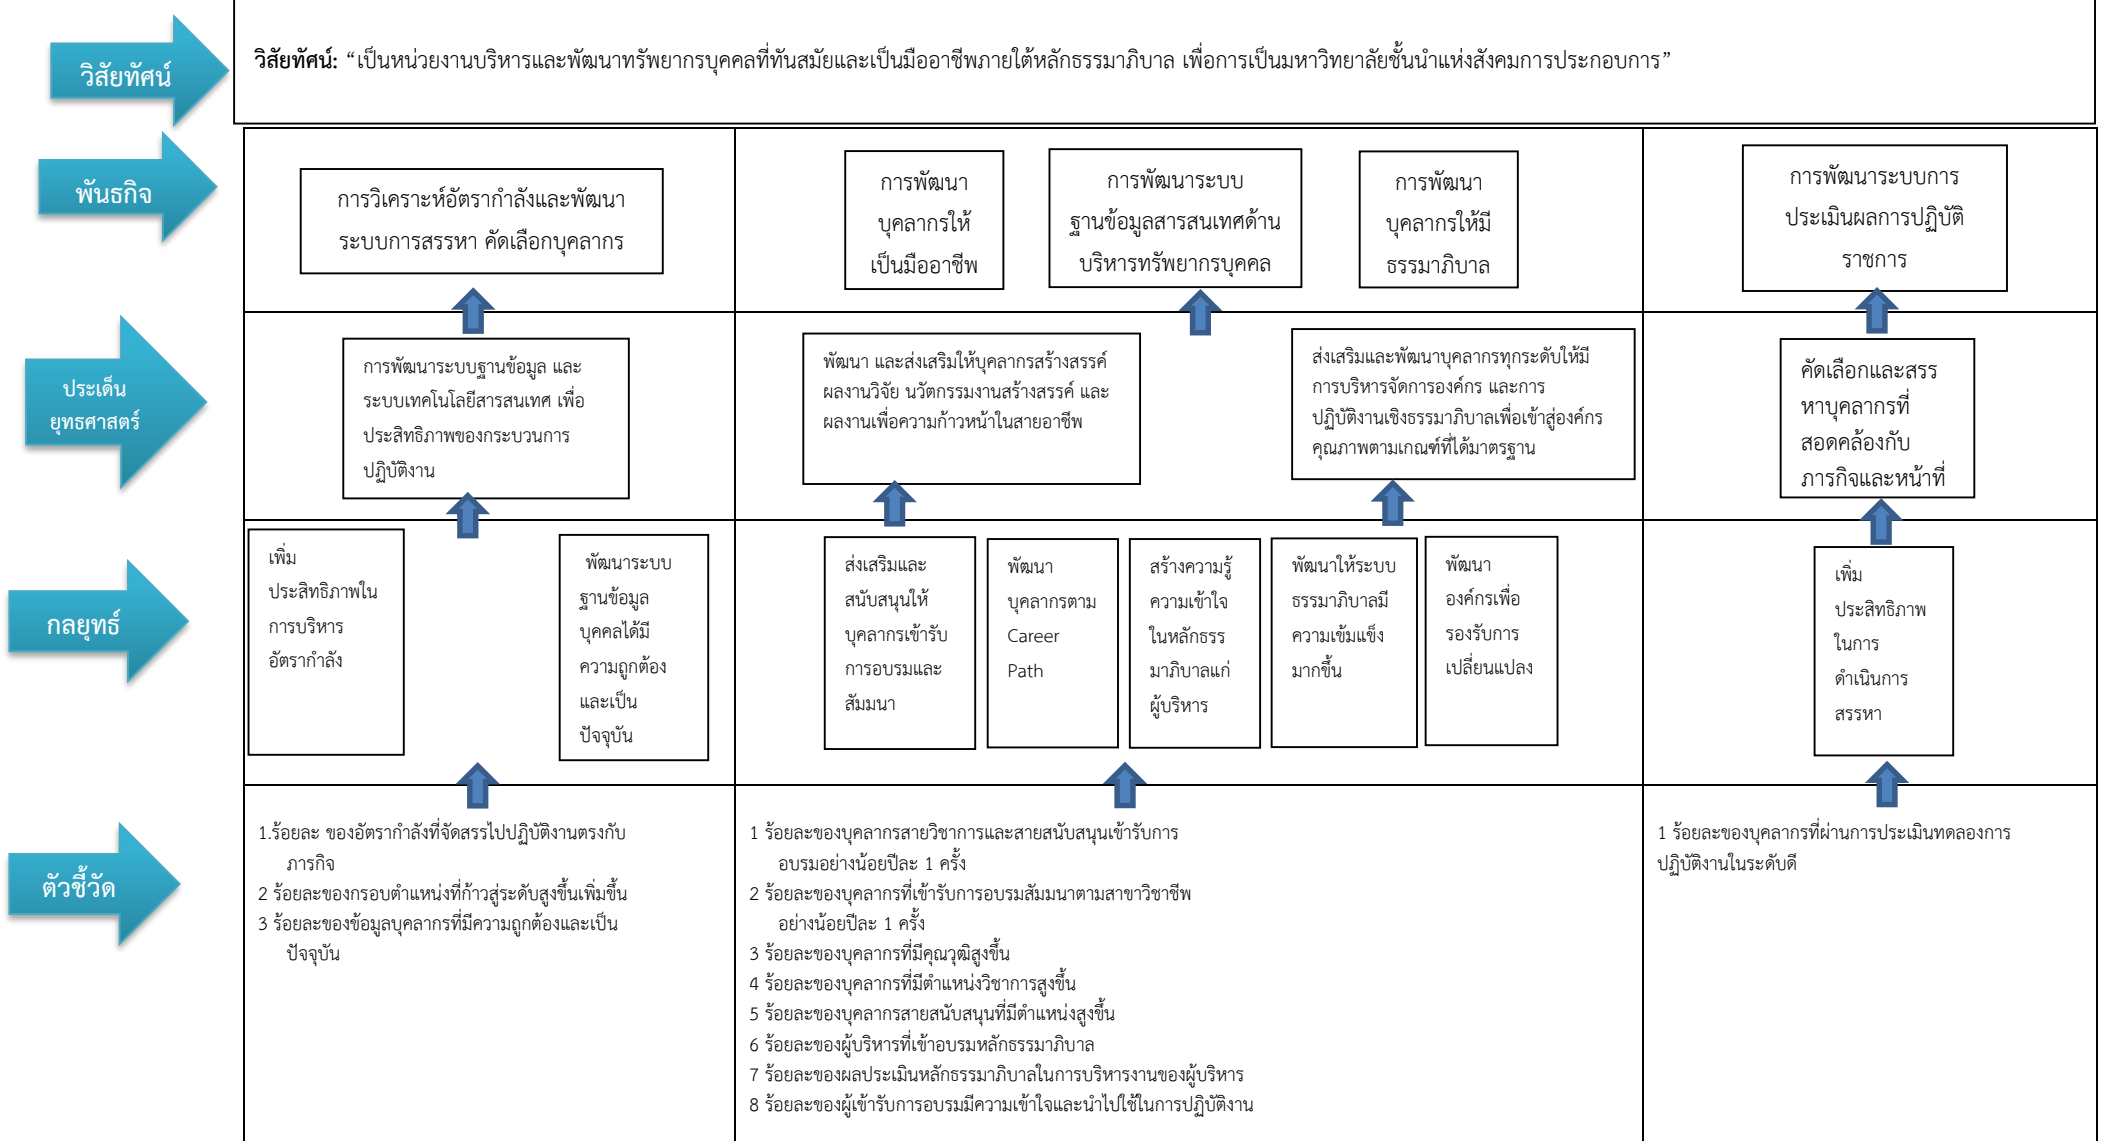 วิสัยทัศน์
วิสัยทัศน์: “เป็นหน่วยงานบริหารและพัฒนาทรัพยากรบุคคลที่ทันสมัยและเป็นมืออาชีพภายใต้หลักธรรมาภิบาล เพื่อการเป็นมหาวิทยาลัยชั้นนำแห่งสังคมการประกอบการ”
พันธกิจ
การวิเคราะห์อัตรากำลังและพัฒนา
ระบบการสรรหา คัดเลือกบุคลากร
การพัฒนา
บุคลากรให้
เป็นมืออาชีพ
การพัฒนาระบบ
ฐานข้อมูลสารสนเทศด้าน
บริหารทรัพยากรบุคคล
การพัฒนา
บุคลากรให้มี
ธรรมาภิบาล
การพัฒนาระบบการ
ประเมินผลการปฏิบัติ
ราชการ
ประเด็น
ยุทธศาสตร์
การพัฒนาระบบฐานข้อมูล และ
ระบบเทคโนโลยีสารสนเทศ เพื่อ
ประสิทธิภาพของกระบวนการ
ปฏิบัติงาน
พัฒนา และส่งเสริมให้บุคลากรสร้างสรรค์
ผลงานวิจัย นวัตกรรมงานสร้างสรรค์ และ
ผลงานเพื่อความก้าวหน้าในสายอาชีพ
ส่งเสริมและพัฒนาบุคลากรทุกระดับให้มี
การบริหารจัดการองค์กร และการ
ปฏิบัติงานเชิงธรรมาภิบาลเพื่อเข้าสู่องค์กร
คุณภาพตามเกณฑ์ที่ได้มาตรฐาน
คัดเลือกและสรร
หาบุคลากรที่
สอดคล้องกับ
ภารกิจและหน้าที่
กลยุทธ์
เพิ่ม
ประสิทธิภาพใน
การบริหาร
อัตรากำลัง
พัฒนาระบบ
ฐานข้อมูล
บุคคลได้มี
ความถูกต้อง
และเป็น
ปัจจุบัน
ส่งเสริมและ
สนับสนุนให้
บุคลากรเข้ารับ
การอบรมและ
สัมมนา
พัฒนา
บุคลากรตาม
Career
Path
สร้างความรู้
ความเข้าใจ
ในหลักธรร
มาภิบาลแก่
ผู้บริหาร
พัฒนาให้ระบบ
ธรรมาภิบาลมี
ความเข้มแข็ง
มากขึ้น
พัฒนา
องค์กรเพื่อ
รองรับการ
เปลี่ยนแปลง
เพิ่ม
ประสิทธิภาพ
ในการ
ดำเนินการ
สรรหา
ตัวชี้วัด
1.ร้อยละ ของอัตรากำลังที่จัดสรรไปปฏิบัติงานตรงกับ
ภารกิจ
2 ร้อยละของกรอบตำแหน่งที่ก้าวสู่ระดับสูงขึ้นเพิ่มขึ้น
3 ร้อยละของข้อมูลบุคลากรที่มีความถูกต้องและเป็น
ปัจจุบัน
1 ร้อยละของบุคลากรสายวิชาการและสายสนับสนุนเข้ารับการ
อบรมอย่างน้อยปีละ 1 ครั้ง
2 ร้อยละของบุคลากรที่เข้ารับการอบรมสัมมนาตามสาขาวิชาชีพ
อย่างน้อยปีละ 1 ครั้ง
3 ร้อยละของบุคลากรที่มีคุณวุฒิสูงขึ้น
4 ร้อยละของบุคลากรที่มีตำแหน่งวิชาการสูงขึ้น
5 ร้อยละของบุคลากรสายสนับสนุนที่มีตำแหน่งสูงขึ้น
6 ร้อยละของผู้บริหารที่เข้าอบรมหลักธรรมาภิบาล
7 ร้อยละของผลประเมินหลักธรรมาภิบาลในการบริหารงานของผู้บริหาร
8 ร้อยละของผู้เข้ารับการอบรมมีความเข้าใจและนำไปใช้ในการปฏิบัติงาน
1 ร้อยละของบุคลากรที่ผ่านการประเมินทดลองการ
ปฏิบัติงานในระดับดี